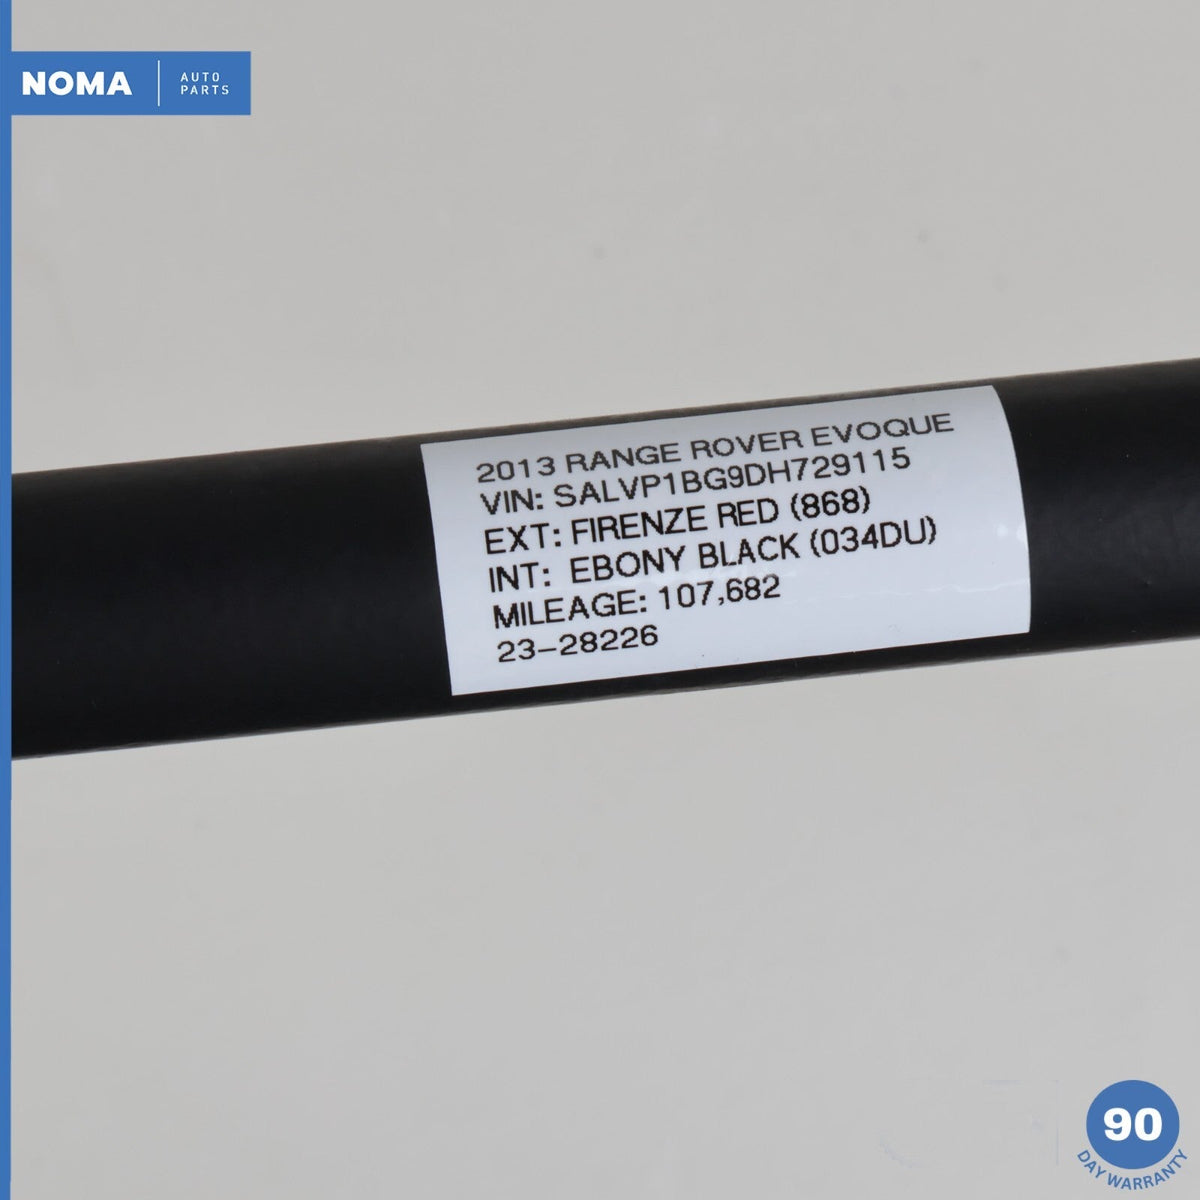 NOMA
AUTO
PARTS
2013 RANGE ROVER EVOQUE
VIN: SALVP1BG9DH729115
EXT: FIRENZE RED (868)
INT: EBONY BLACK (034DU)
MILEAGE: 107,682
23-28226
90
DAY WARRANTY